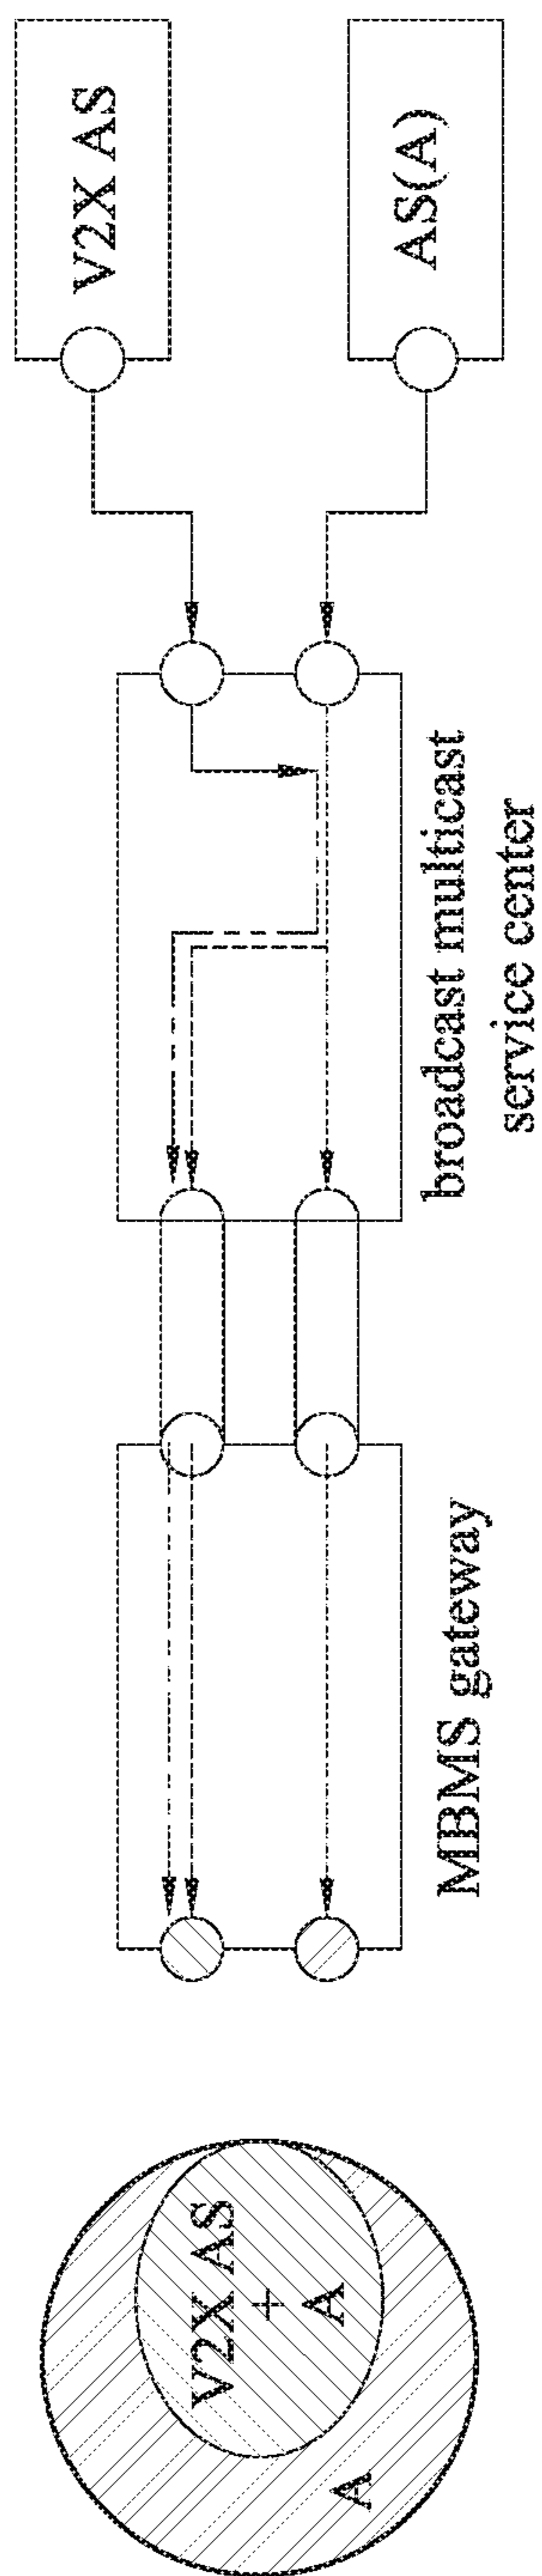 V2X AS
AS(A)
broadcast multicast
service center
MBMS gateway
V2X AS
+
A
A